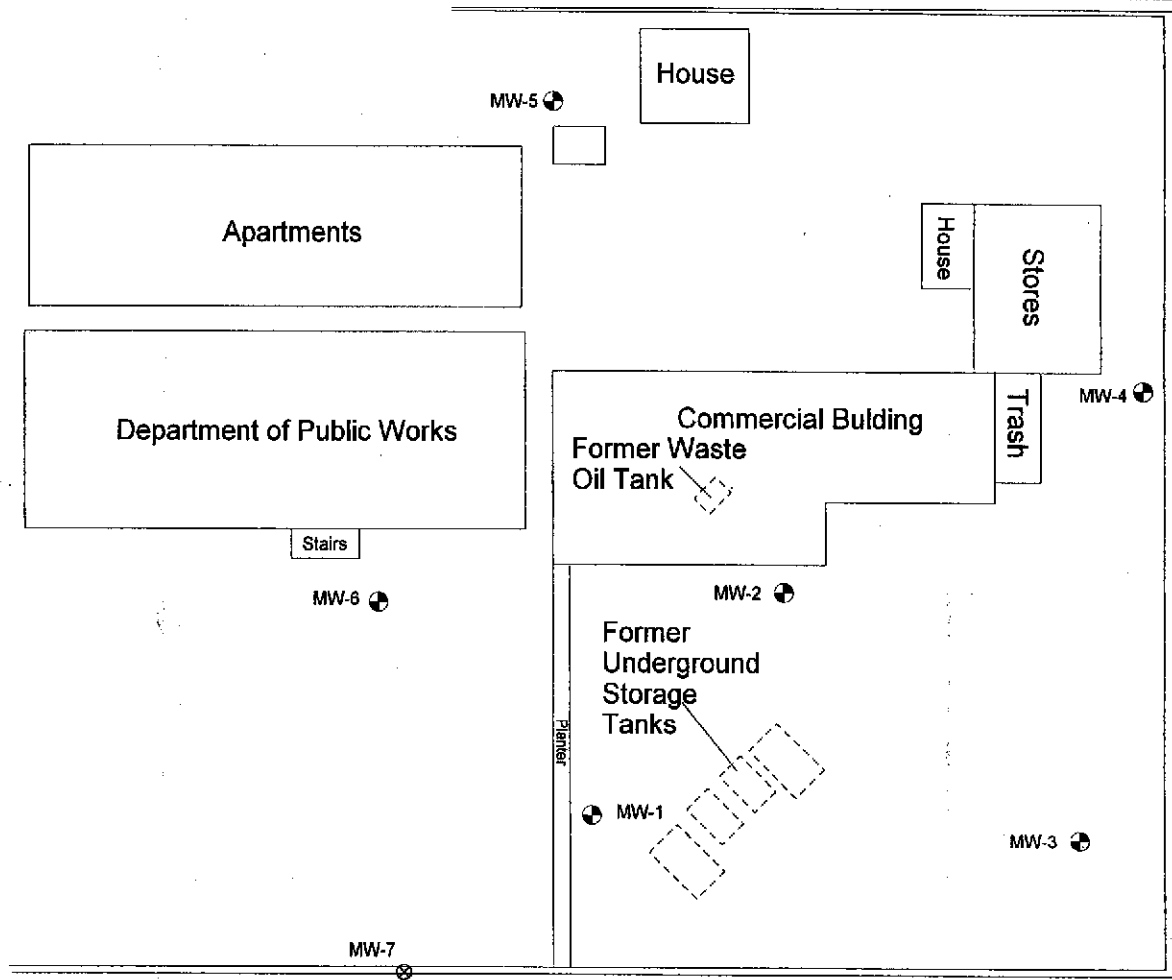 House
MW-5
Apartments
House
Stores
Department of Public Works
Commercial Bulding
Former Waste
Oil Tank
Trash
MW-4
Stairs
MW-6
MW-2
Former
Underground
Storage
Tanks
Planter
MW-1
MW-3
MW-7